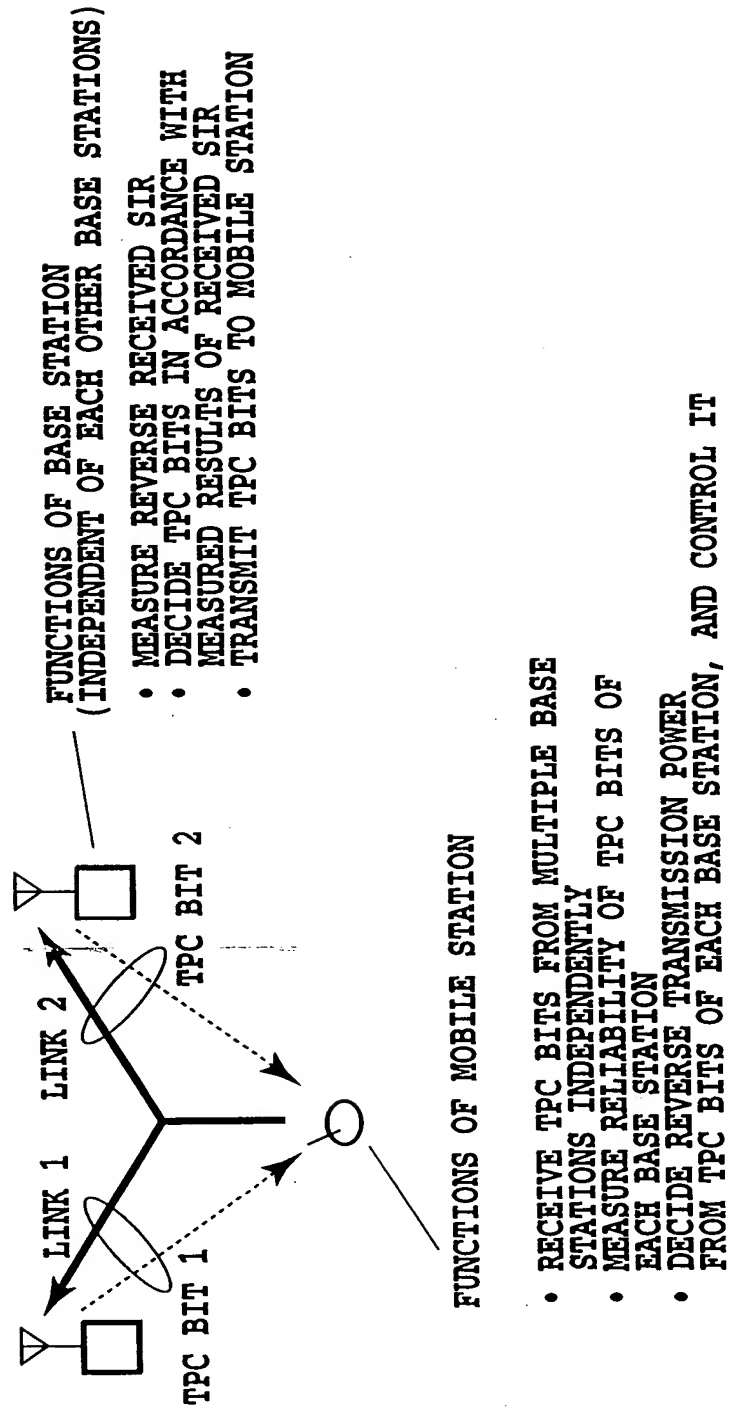 LINK 1
LINK 2
TPC BIT 1
TPC BIT 2
FUNCTIONS OF BASE STATION
(INDEPENDENT OF EACH OTHER BASE STATIONS)
• MEASURE REVERSE RECEIVED SIR
• DECIDE TPC BITS IN ACCORDANCE WITH
MEASURED RESULTS OF RECEIVED SIR
• TRANSMIT TPC BITS TO MOBILE STATION
FUNCTIONS OF MOBILE STATION
• RECEIVE TPC BITS FROM MULTIPLE BASE
STATIONS INDEPENDENTLY
• MEASURE RELIABILITY OF TPC BITS OF
EACH BASE STATION
• DECIDE REVERSE TRANSMISSION POWER
FROM TPC BITS OF EACH BASE STATION, AND CONTROL IT